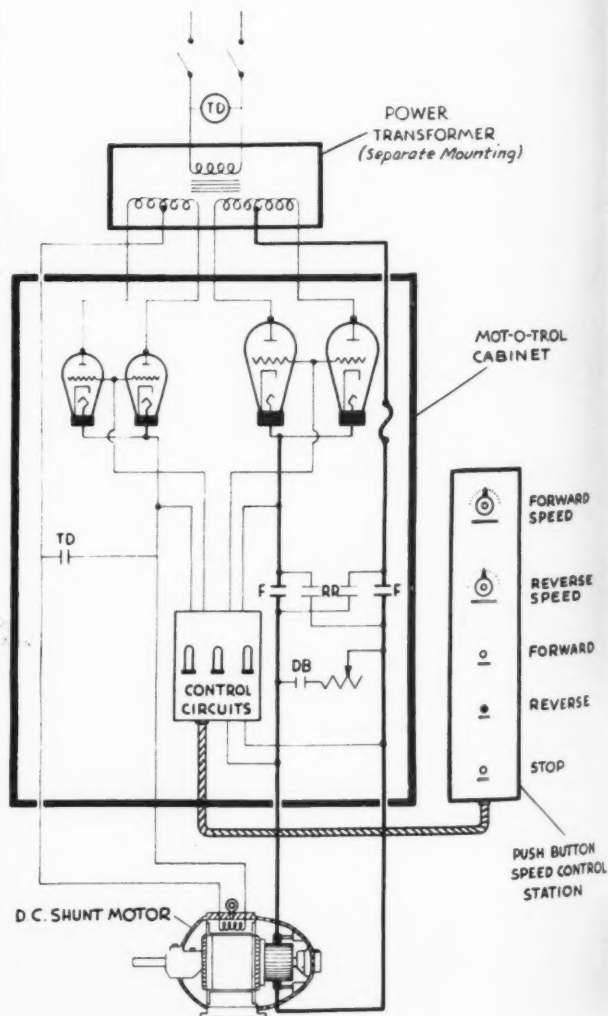 TD
POWER
TRANSFORMER
(Separate Mounting)
MOT-O-TROL
CABINET
TD
F
RR
F
DB
CONTROL
CIRCUITS
FORWARD
SPEED
REVERSE
SPEED
FORWARD
REVERSE
STOP
PUSH BUTTON
SPEED CONTROL
STATION
D.C. SHUNT MOTOR